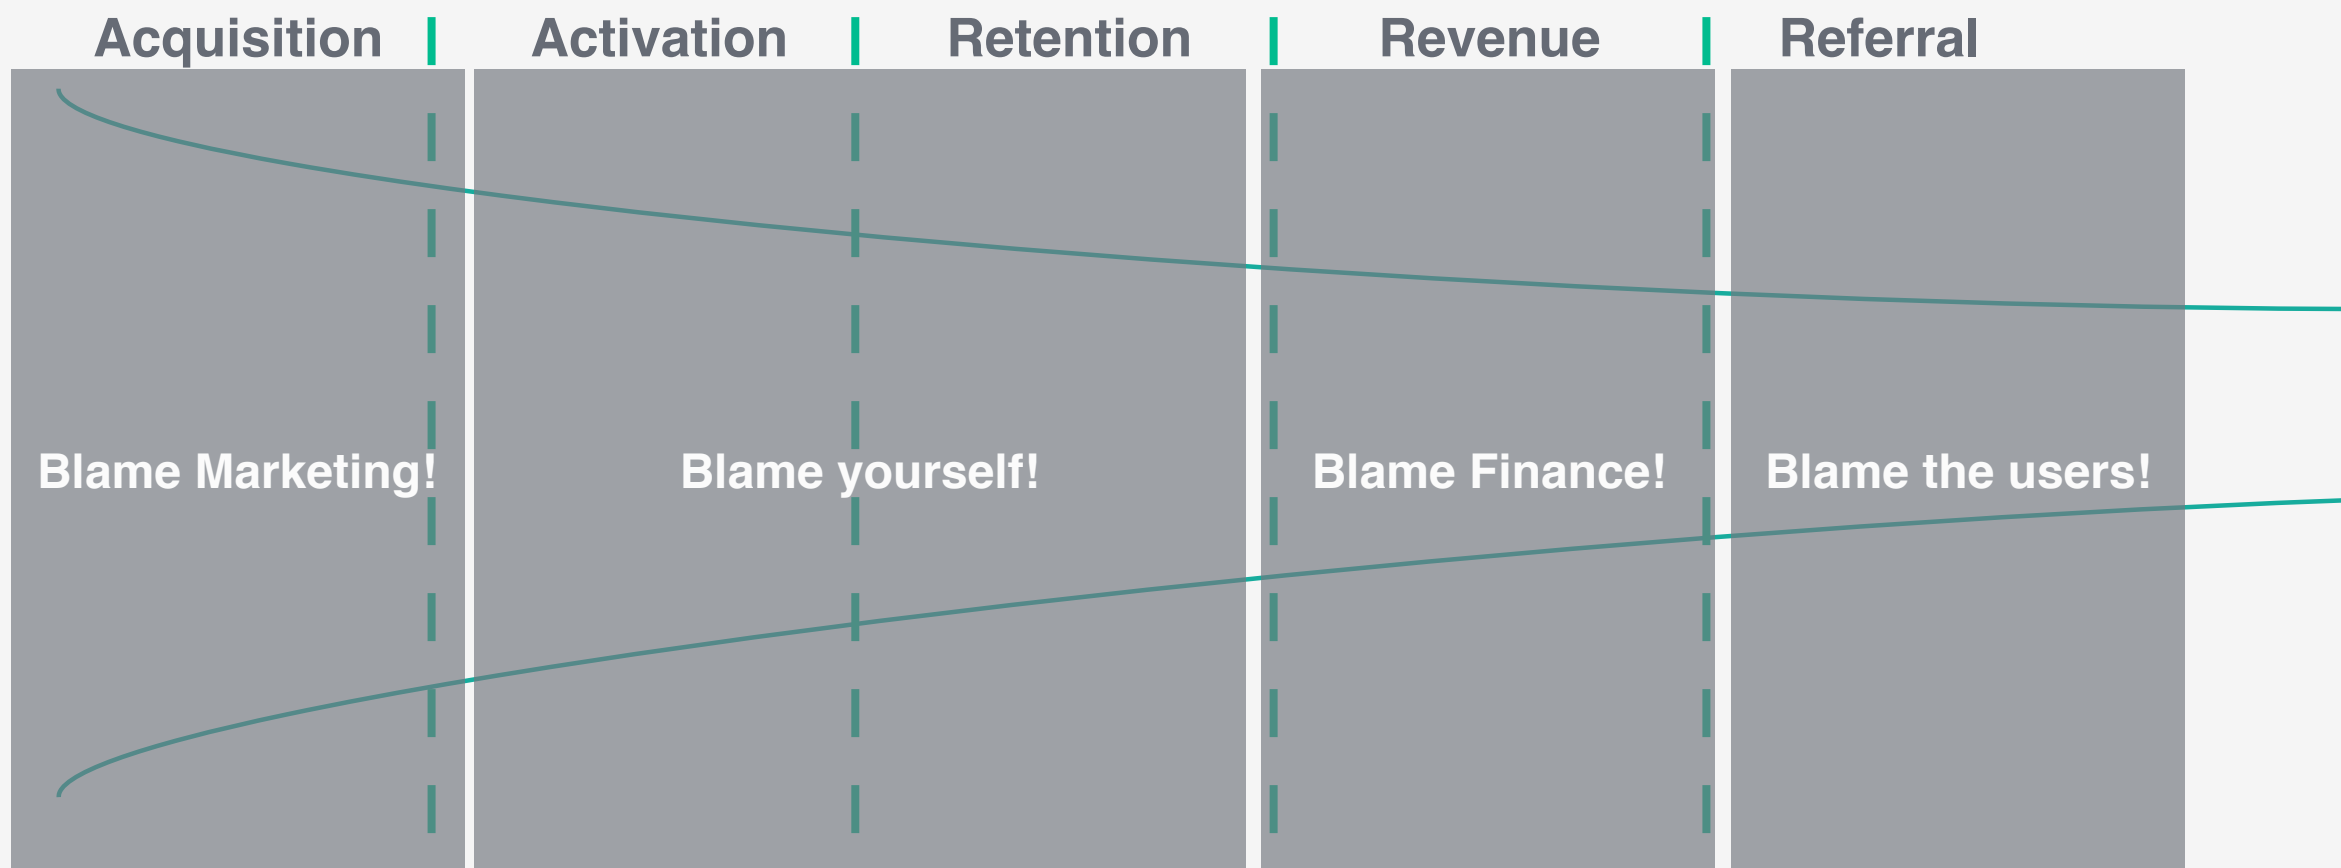 Acquisition Activation Retention Revenue Referral
Blame Marketing! Blame yourself! Blame Finance! Blame the users!